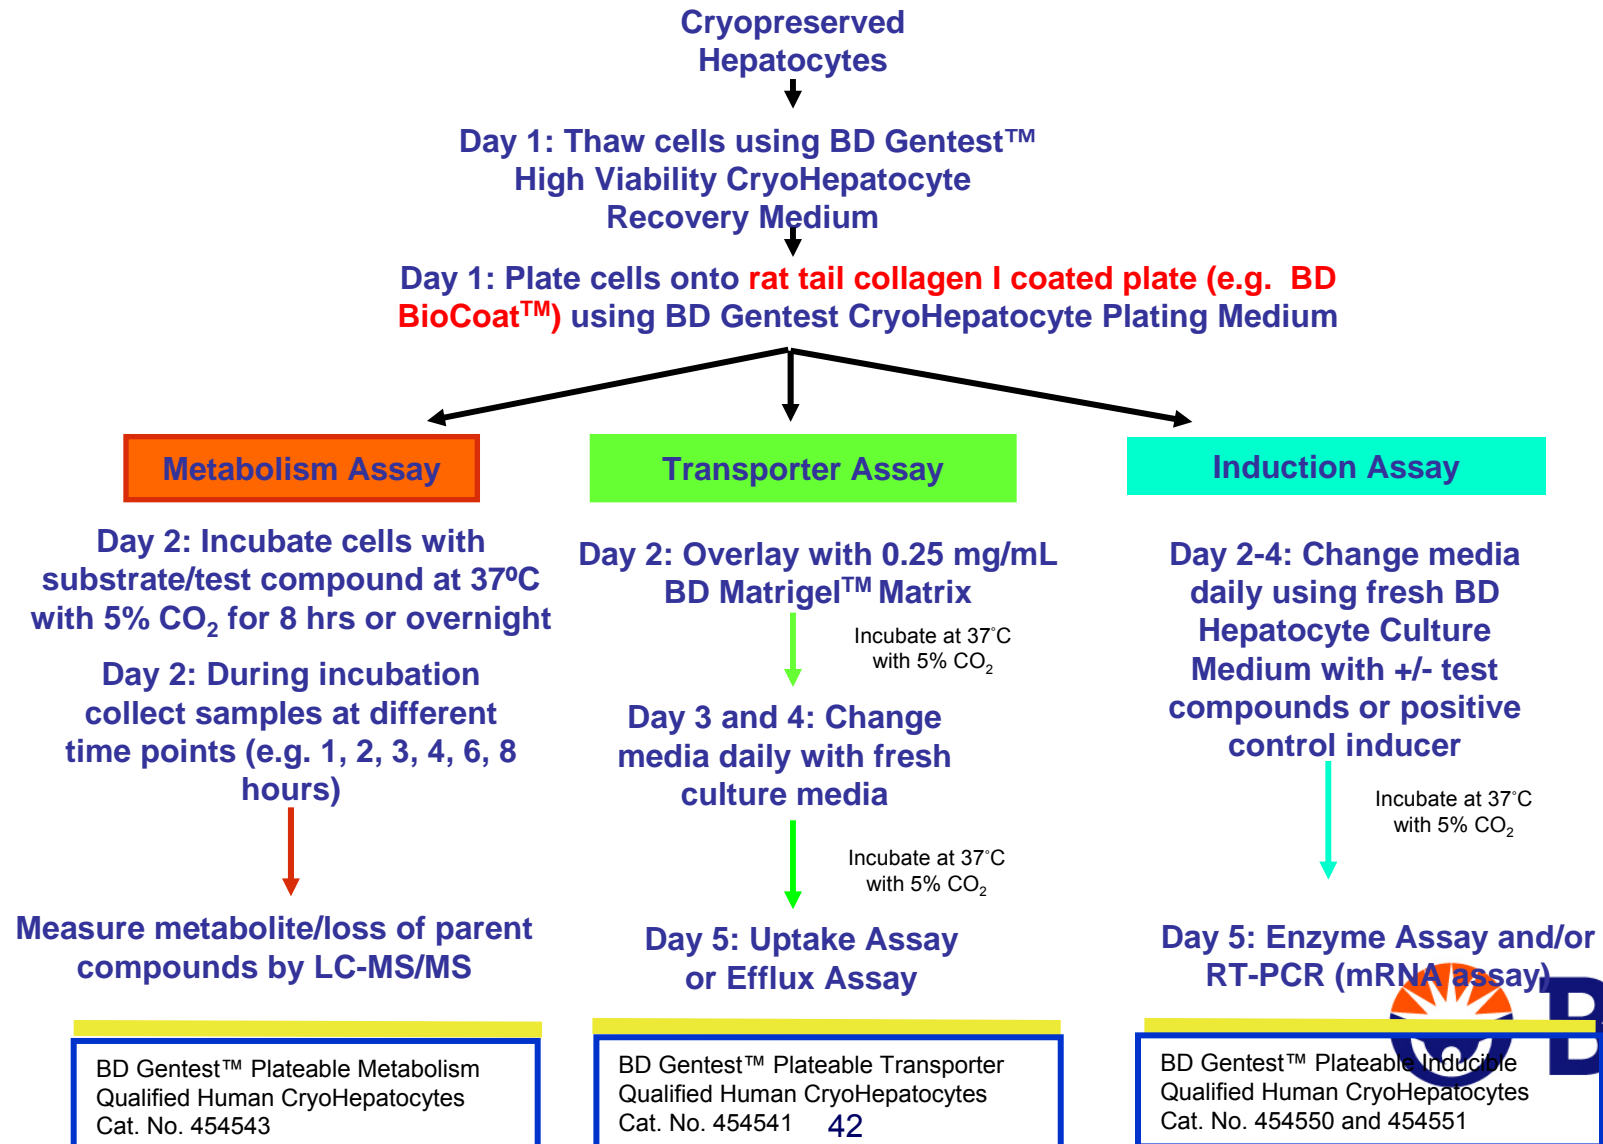 Cryopreserved
Hepatocytes
Day 1: Thaw cells using BD Gentest™
High Viability CryoHepatocyte
Recovery Medium
Day 1: Plate cells onto rat tail collagen I coated plate (e.g. BD
BioCoat™) using BD Gentest CryoHepatocyte Plating Medium
Metabolism Assay
Day 2: Incubate cells with
substrate/test compound at 37ºC
with 5% CO₂ for 8 hrs or overnight
Day 2: During incubation
collect samples at different
time points (e.g. 1, 2, 3, 4, 6, 8
hours)
Measure metabolite/loss of parent
compounds by LC-MS/MS
BD Gentest™ Plateable Metabolism
Qualified Human CryoHepatocytes
Cat. No. 454543
Transporter Assay
Day 2: Overlay with 0.25 mg/mL
BD Matrigel™ Matrix
Incubate at 37°C
with 5% CO₂
Day 3 and 4: Change
media daily with fresh
culture media
Incubate at 37°C
with 5% CO₂
Day 5: Uptake Assay
or Efflux Assay
BD Gentest™ Plateable Transporter
Qualified Human CryoHepatocytes
Cat. No. 454541
42
Induction Assay
Day 2-4: Change media
daily using fresh BD
Hepatocyte Culture
Medium with +/- test
compounds or positive
control inducer
Incubate at 37°C
with 5% CO₂
Day 5: Enzyme Assay and/or
RT-PCR (mRNA assay)
B
BD Gentest™ Plateable Inducible
Qualified Human CryoHepatocytes
Cat. No. 454550 and 454551